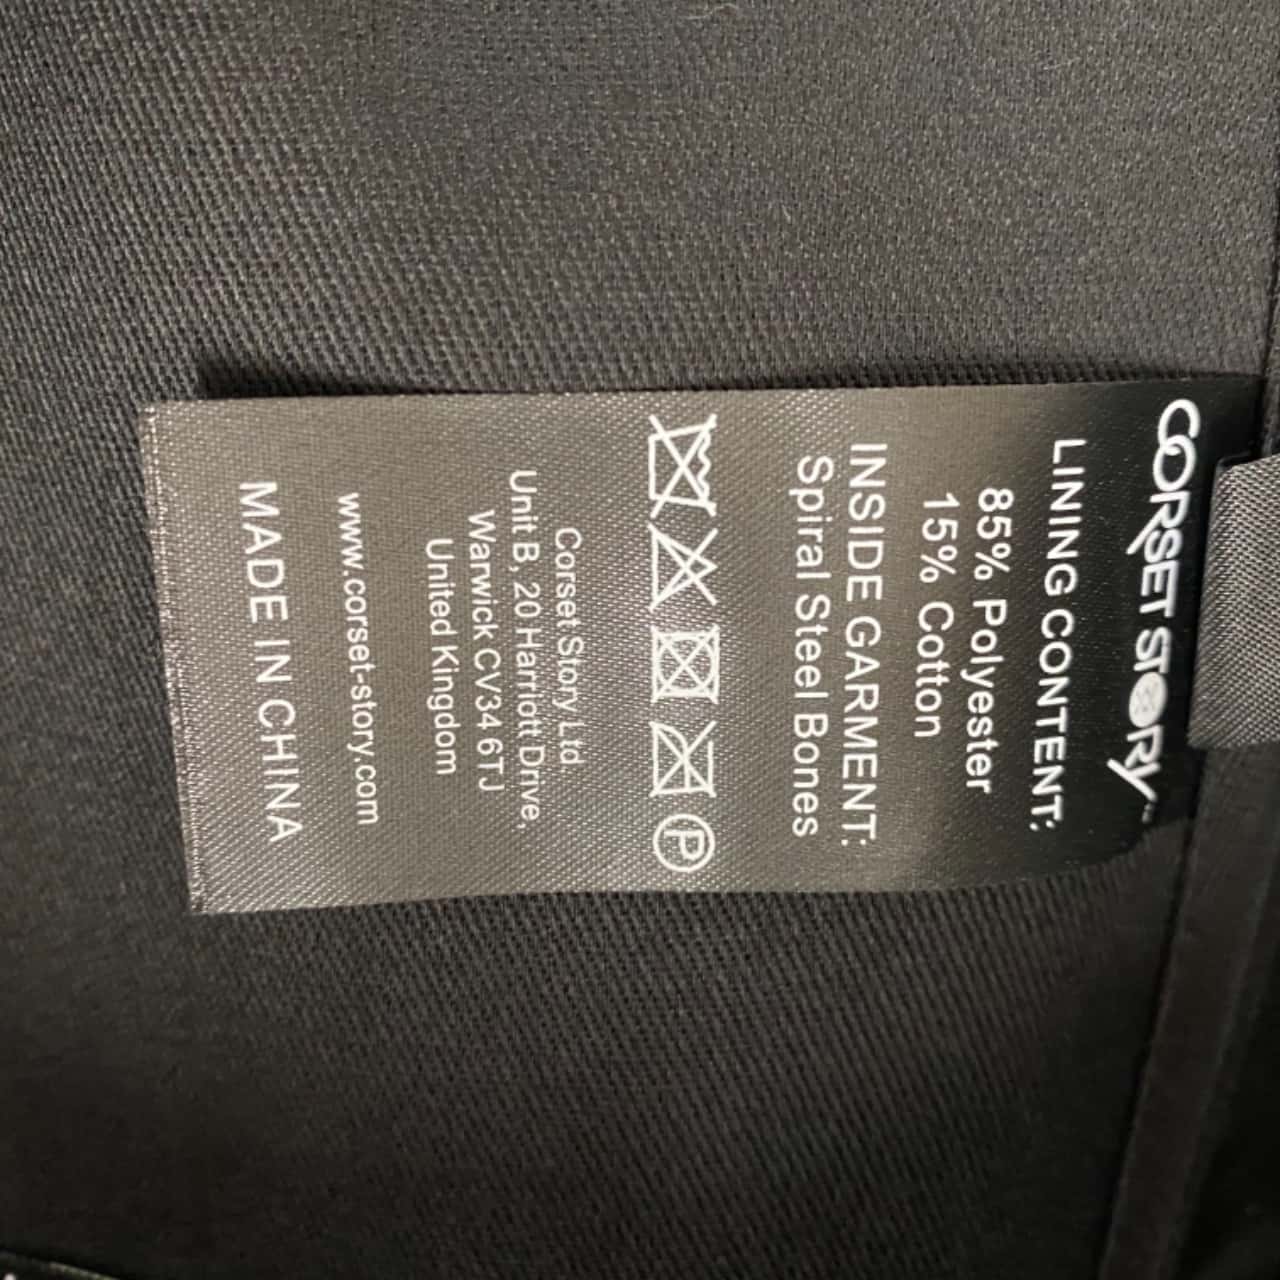 CORSET STORY™
LINING CONTENT:
85% Polyester
15% Cotton
INSIDE GARMENT:
Spiral Steel Bones
P
Corset Story Ltd.
Unit B, 20 Harriott Drive,
Warwick CV34 6TJ
United Kingdom
www.corset-story.com
MADE IN CHINA